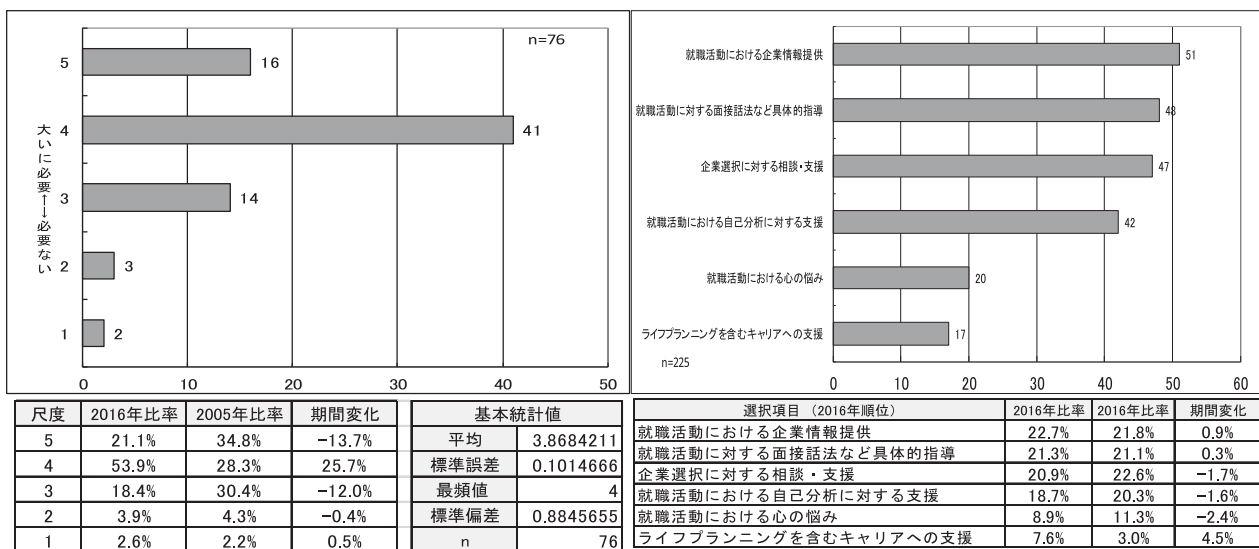 n=76
5 16
4 41
3 14
2 3
1 2
大いに必要↑↓必要ない
0 10 20 30 40 50
就職活動における企業情報提供 51
就職活動に対する面接話法など具体的指導 48
企業選択に対する相談・支援 47
就職活動における自己分析に対する支援 42
就職活動における心の悩み 20
ライフプランニングを含むキャリアへの支援 17
n=225
0 10 20 30 40 50 60
尺度 2016年比率 2005年比率 期間変化
5 21.1% 34.8% −13.7%
4 53.9% 28.3% 25.7%
3 18.4% 30.4% −12.0%
2 3.9% 4.3% −0.4%
1 2.6% 2.2% 0.5%
基本統計値
平均 3.8684211
標準誤差 0.1014666
最頻値 4
標準偏差 0.8845655
n 76
選択項目 （2016年順位） 2016年比率 2016年比率 期間変化
就職活動における企業情報提供 22.7% 21.8% 0.9%
就職活動に対する面接話法など具体的指導 21.3% 21.1% 0.3%
企業選択に対する相談・支援 20.9% 22.6% −1.7%
就職活動における自己分析に対する支援 18.7% 20.3% −1.6%
就職活動における心の悩み 8.9% 11.3% −2.4%
ライフプランニングを含むキャリアへの支援 7.6% 3.0% 4.5%